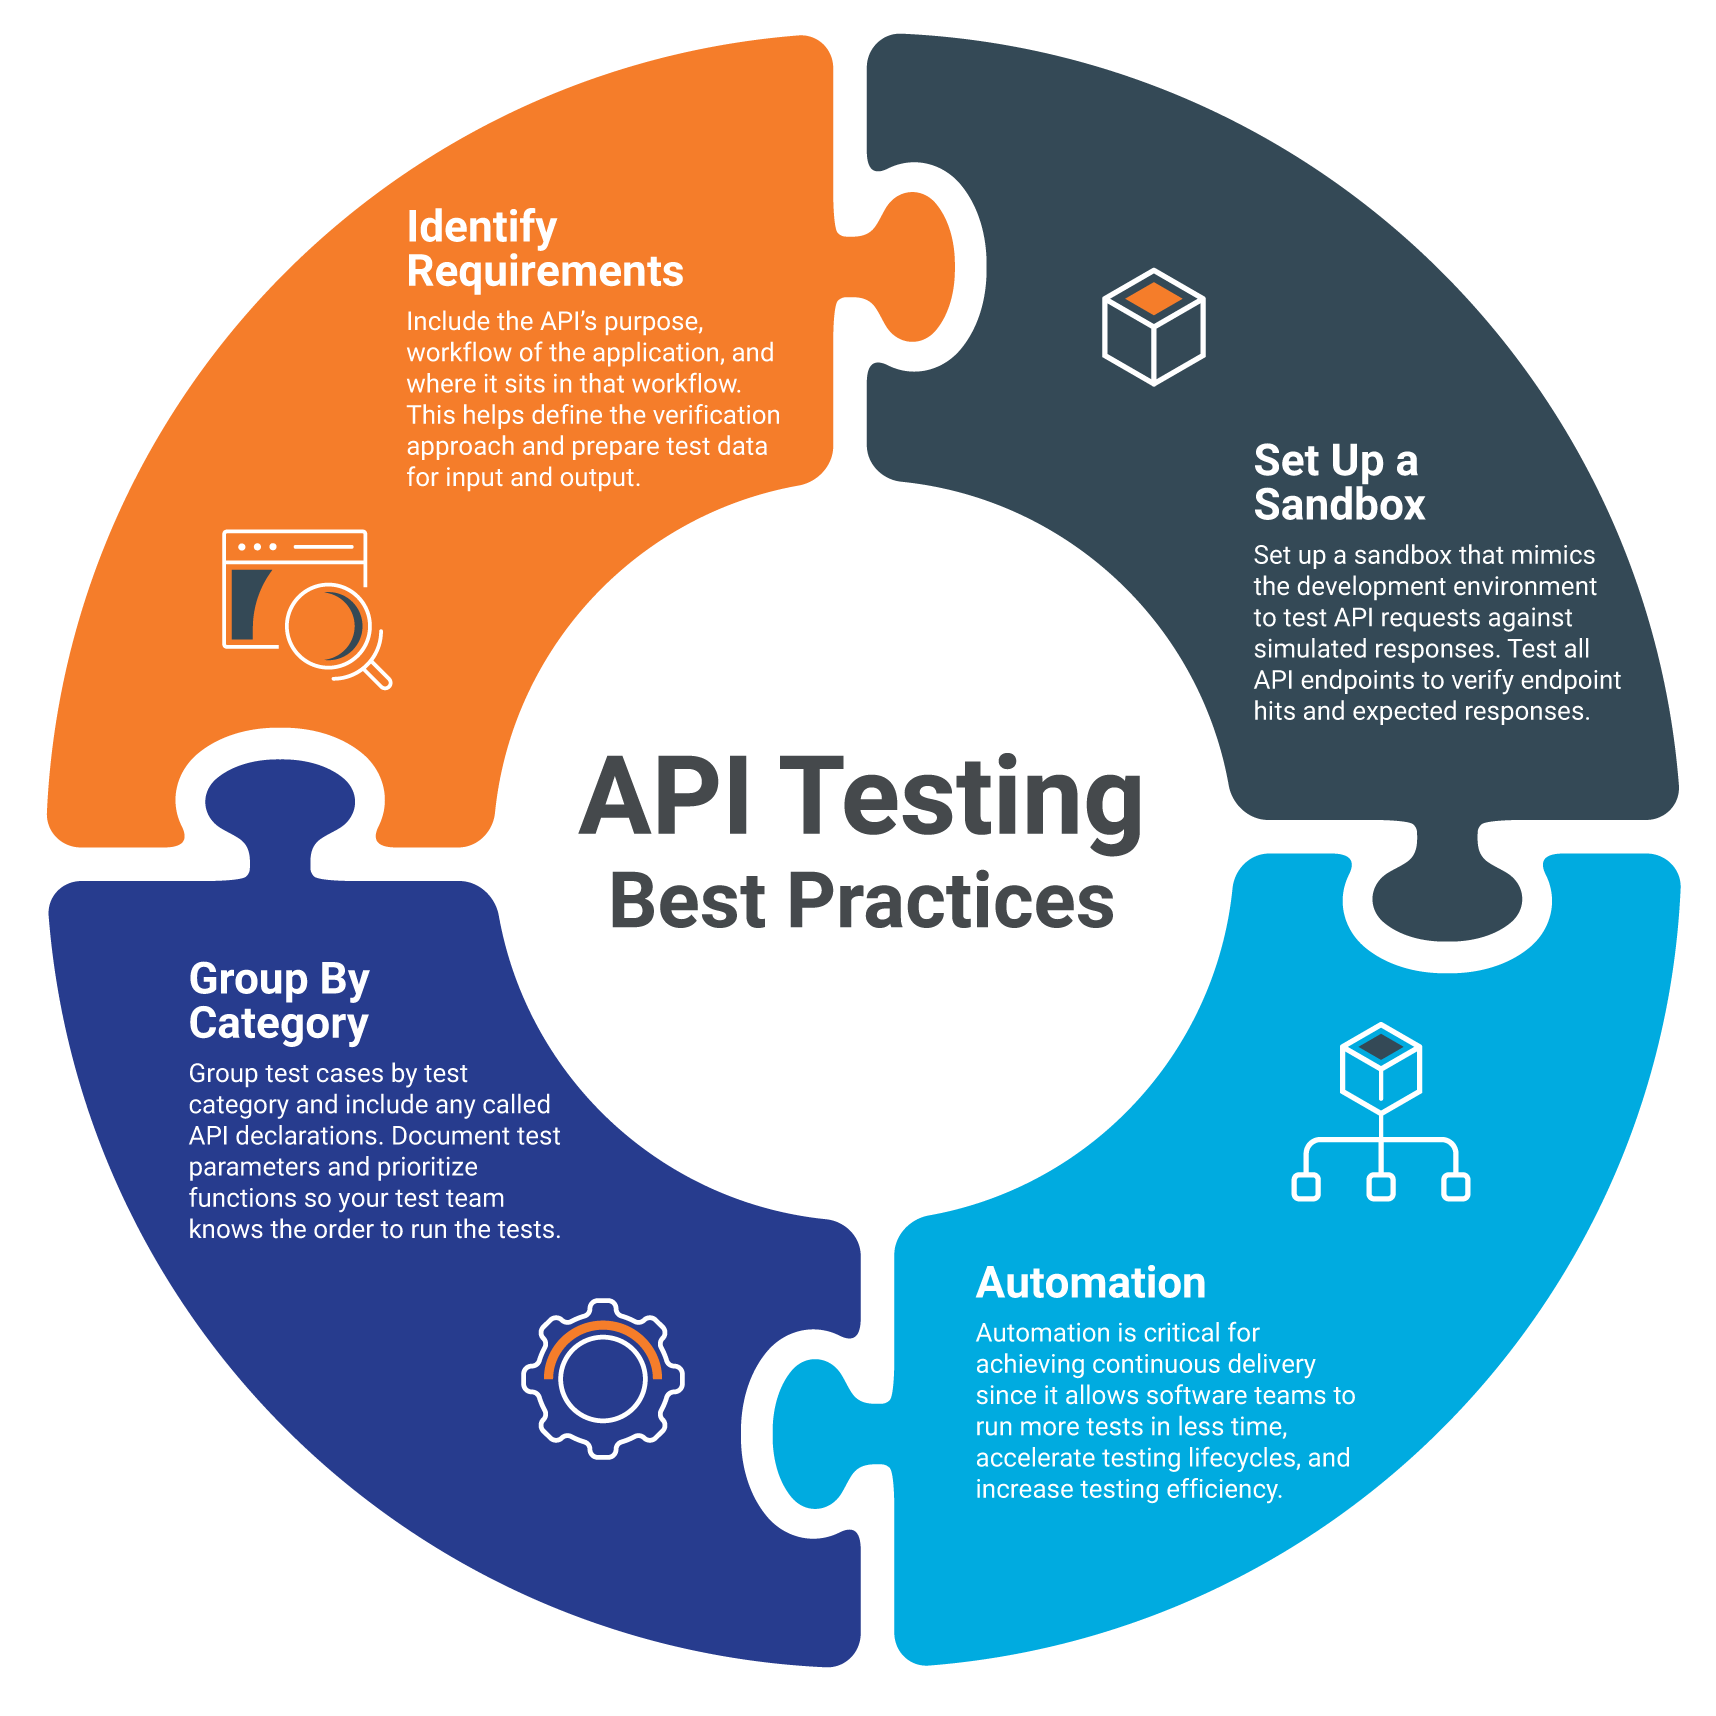 Identify
Requirements
Include the API’s purpose,
workflow of the application, and
where it sits in that workflow.
This helps define the verification
approach and prepare test data
for input and output.
Set Up a
Sandbox
Set up a sandbox that mimics
the development environment
to test API requests against
simulated responses. Test all
API endpoints to verify endpoint
hits and expected responses.
API Testing
Best Practices
Group By
Category
Group test cases by test
category and include any called
API declarations. Document test
parameters and prioritize
functions so your test team
knows the order to run the tests.
Automation
Automation is critical for
achieving continuous delivery
since it allows software teams to
run more tests in less time,
accelerate testing lifecycles, and
increase testing efficiency.